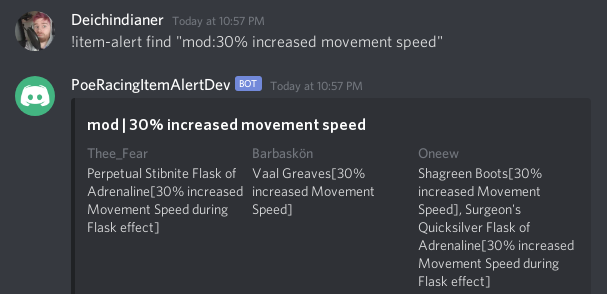 Deichindianer Today at 10:57 PM
!item-alert find "mod:30% increased movement speed"
PoeRacingItemAlertDev BOT Today at 10:57 PM
mod | 30% increased movement speed
Thee_Fear
Perpetual Stibnite Flask of
Adrenaline[30% increased
Movement Speed during
Flask effect]
Barbaskön
Vaal Greaves[30%
increased Movement
Speed]
Oneew
Shagreen Boots[30%
increased Movement
Speed], Surgeon's
Quicksilver Flask of
Adrenaline[30% increased
Movement Speed during
Flask effect]